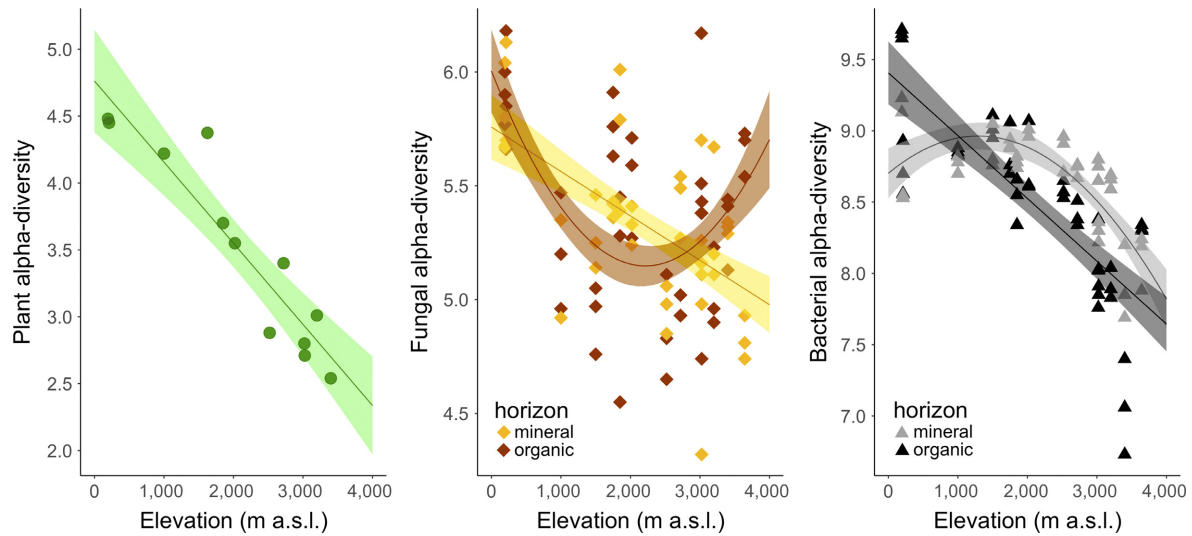 Plant alpha-diversity
5.0
4.5
4.0
3.5
3.0
2.5
2.0
0 1,000 2,000 3,000 4,000
Elevation (m a.s.l.)
Fungal alpha-diversity
6.0
5.5
5.0
4.5
horizon
mineral
organic
0 1,000 2,000 3,000 4,000
Elevation (m a.s.l.)
Bacterial alpha-diversity
9.5
9.0
8.5
8.0
7.5
7.0
horizon
mineral
organic
0 1,000 2,000 3,000 4,000
Elevation (m a.s.l.)